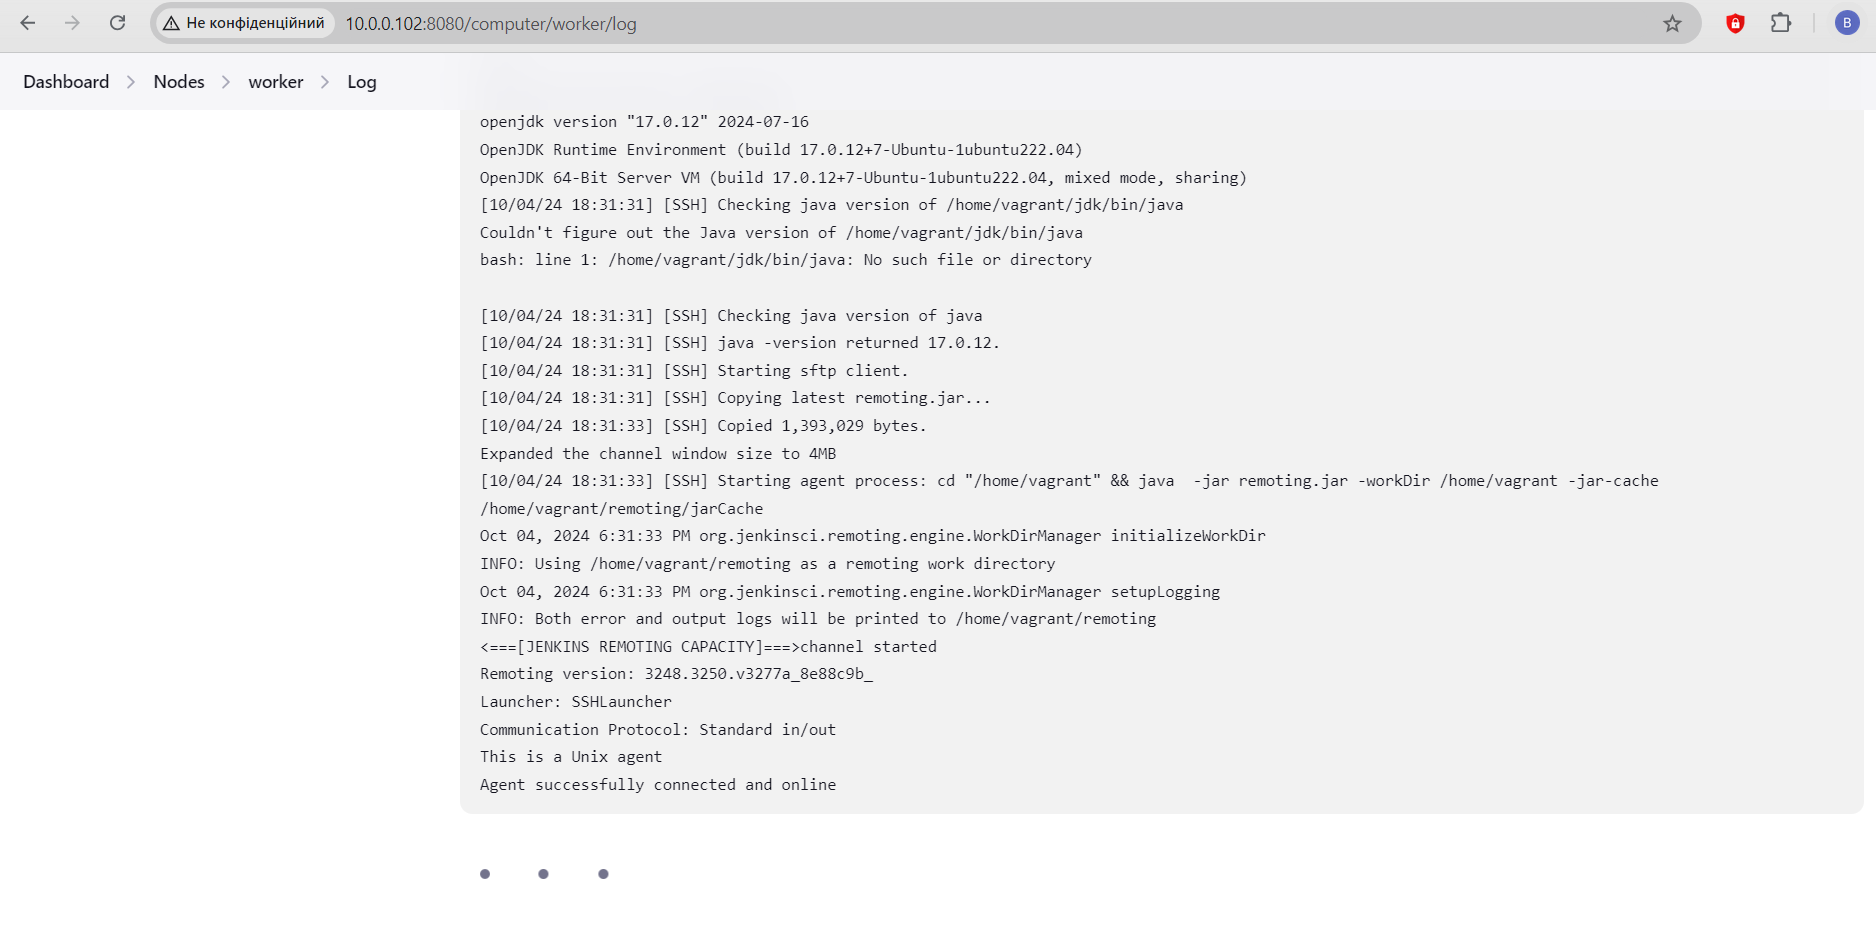 Не конфіденційний
10.0.0.102:8080/computer/worker/log
B
Dashboard > Nodes > worker > Log
openjdk version "17.0.12" 2024-07-16
OpenJDK Runtime Environment (build 17.0.12+7-Ubuntu-1ubuntu222.04)
OpenJDK 64-Bit Server VM (build 17.0.12+7-Ubuntu-1ubuntu222.04, mixed mode, sharing)
[10/04/24 18:31:31] [SSH] Checking java version of /home/vagrant/jdk/bin/java
Couldn't figure out the Java version of /home/vagrant/jdk/bin/java
bash: line 1: /home/vagrant/jdk/bin/java: No such file or directory
[10/04/24 18:31:31] [SSH] Checking java version of java
[10/04/24 18:31:31] [SSH] java -version returned 17.0.12.
[10/04/24 18:31:31] [SSH] Starting sftp client.
[10/04/24 18:31:31] [SSH] Copying latest remoting.jar...
[10/04/24 18:31:33] [SSH] Copied 1,393,029 bytes.
Expanded the channel window size to 4MB
[10/04/24 18:31:33] [SSH] Starting agent process: cd "/home/vagrant" && java  -jar remoting.jar -workDir /home/vagrant -jar-cache
/home/vagrant/remoting/jarCache
Oct 04, 2024 6:31:33 PM org.jenkinsci.remoting.engine.WorkDirManager initializeWorkDir
INFO: Using /home/vagrant/remoting as a remoting work directory
Oct 04, 2024 6:31:33 PM org.jenkinsci.remoting.engine.WorkDirManager setupLogging
INFO: Both error and output logs will be printed to /home/vagrant/remoting
<===[JENKINS REMOTING CAPACITY]===>channel started
Remoting version: 3248.3250.v3277a_8e88c9b_
Launcher: SSHLauncher
Communication Protocol: Standard in/out
This is a Unix agent
Agent successfully connected and online